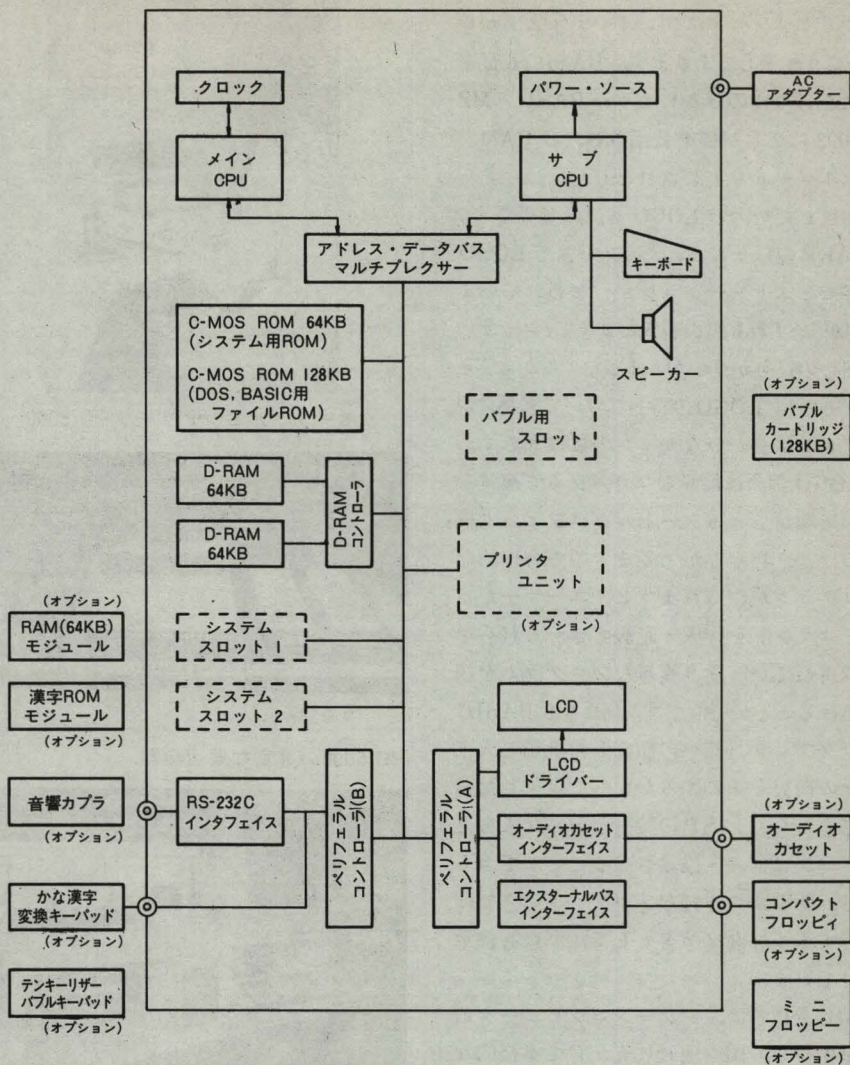 クロック
パワー・ソース
AC
アダプター
メイン
CPU
サブ
CPU
アドレス・データバス
マルチプレクサー
キーボード
スピーカー
C-MOS ROM 64KB
(システム用ROM)
C-MOS ROM 128KB
(DOS, BASIC用
ファイルROM)
バブル用
スロット
(オプション)
バブル
カートリッジ
(128KB)
D-RAM
64KB
D-RAM
64KB
D-RAM
コントローラ
プリンタ
ユニット
(オプション)
(オプション)
RAM(64KB)
モジュール
システム
スロット 1
漢字ROM
モジュール
(オプション)
システム
スロット 2
LCD
LCD
ドライバー
音響カプラ
(オプション)
RS-232C
インタフェイス
ペリフェラル
コントローラ(B)
ペリフェラル
コントローラ(A)
オーディオカセット
インターフェイス
(オプション)
オーディオ
カセット
かな漢字
変換キーパッド
(オプション)
エクスターナルバス
インターフェイス
コンパクト
フロッピィ
(オプション)
テンキーリザー
バブルキーパッド
(オプション)
ミニ
フロッピー
(オプション)